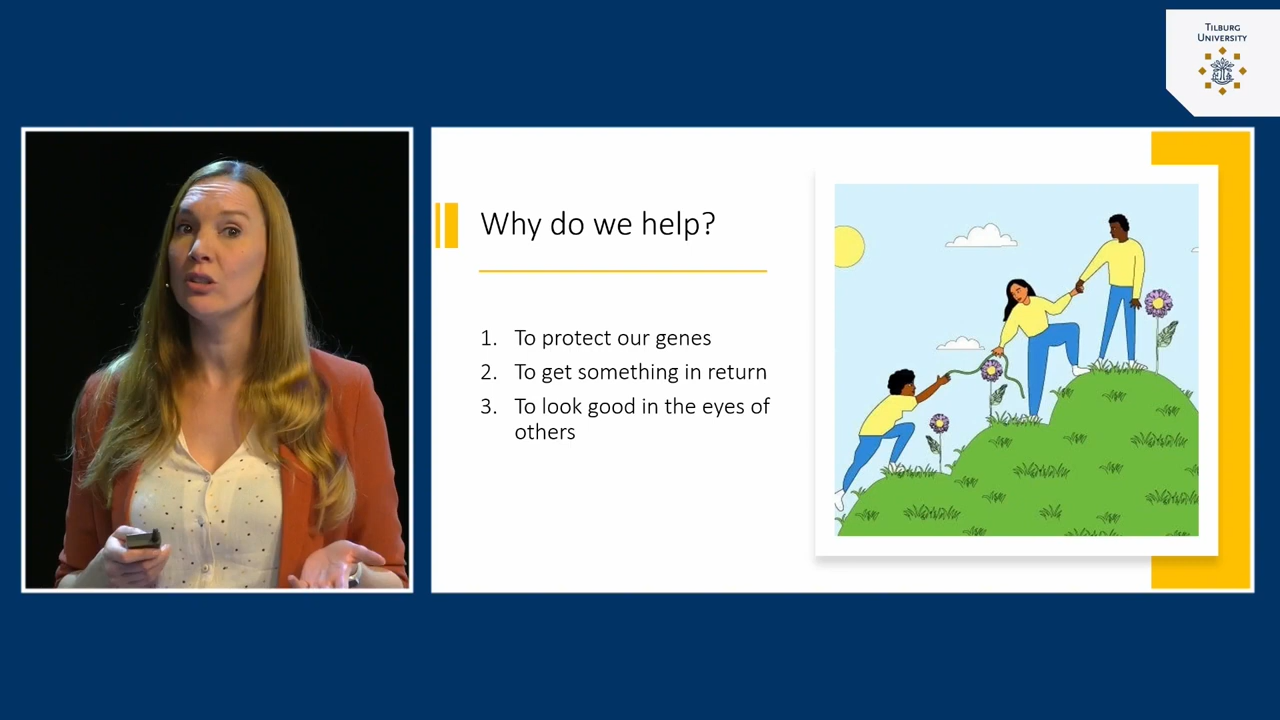 Tilburg
University
Why do we help?
1. To protect our genes
2. To get something in return
3. To look good in the eyes of
others